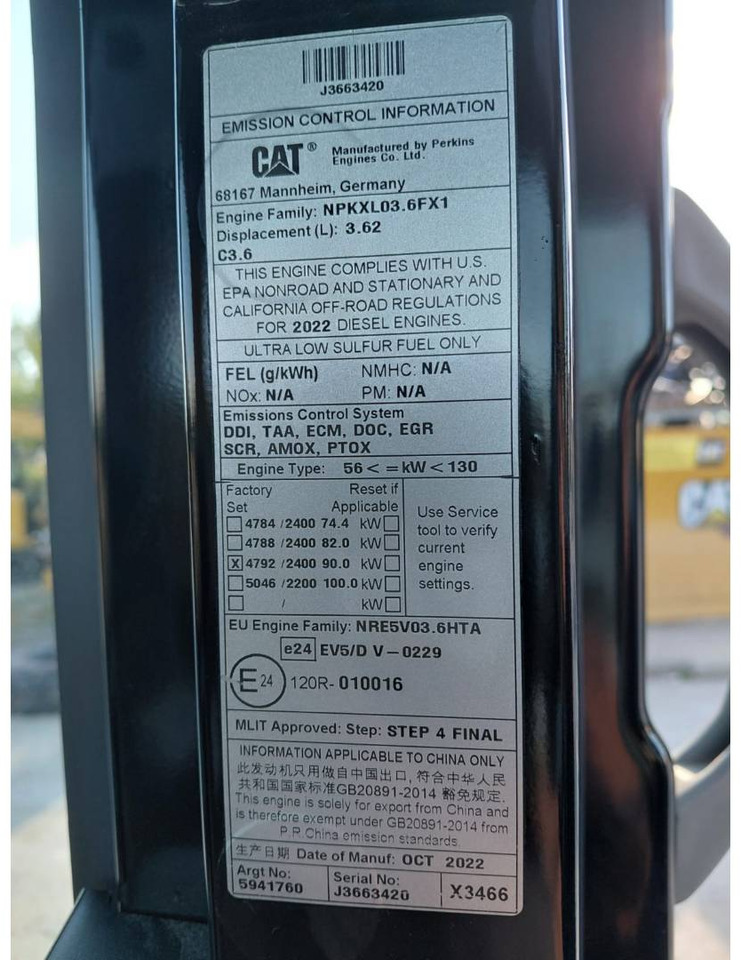 J3663420
EMISSION CONTROL INFORMATION
CAT® Manufactured by Perkins
Engines Co. Ltd.
68167 Mannheim, Germany
Engine Family: NPKXL03.6FX1
Displacement (L): 3.62
C3.6
THIS ENGINE COMPLIES WITH U.S.
EPA NONROAD AND STATIONARY AND
CALIFORNIA OFF-ROAD REGULATIONS
FOR 2022 DIESEL ENGINES.
ULTRA LOW SULFUR FUEL ONLY
FEL (g/kWh) NMHC: N/A
NOx: N/A PM: N/A
Emissions Control System
DDI, TAA, ECM, DOC, EGR
SCR, AMOX, PTOX
Engine Type: 56 < = kW < 130
Factory Reset if
Set Applicable
4784 /2400 74.4 kW
4788 /2400 82.0 kW
X 4792 /2400 90.0 kW
5046 /2200 100.0 kW
/ kW
Use Service
tool to verify
current
engine
settings.
EU Engine Family: NRE5V03.6HTA
e24 EV5/D V-0229
E24 120R-010016
MLIT Approved: Step: STEP 4 FINAL
INFORMATION APPLICABLE TO CHINA ONLY
此发动机只用做自中国出口, 符合中华人民
共和国国家标准GB20891-2014 豁免规定.
This engine is solely for export from China and
is therefore exempt under GB20891-2014 from
P.R.China emission standards.
生产日期 Date of Manuf: OCT 2022
Argt No:
5941760
Serial No:
J3663420
X3466
CAT